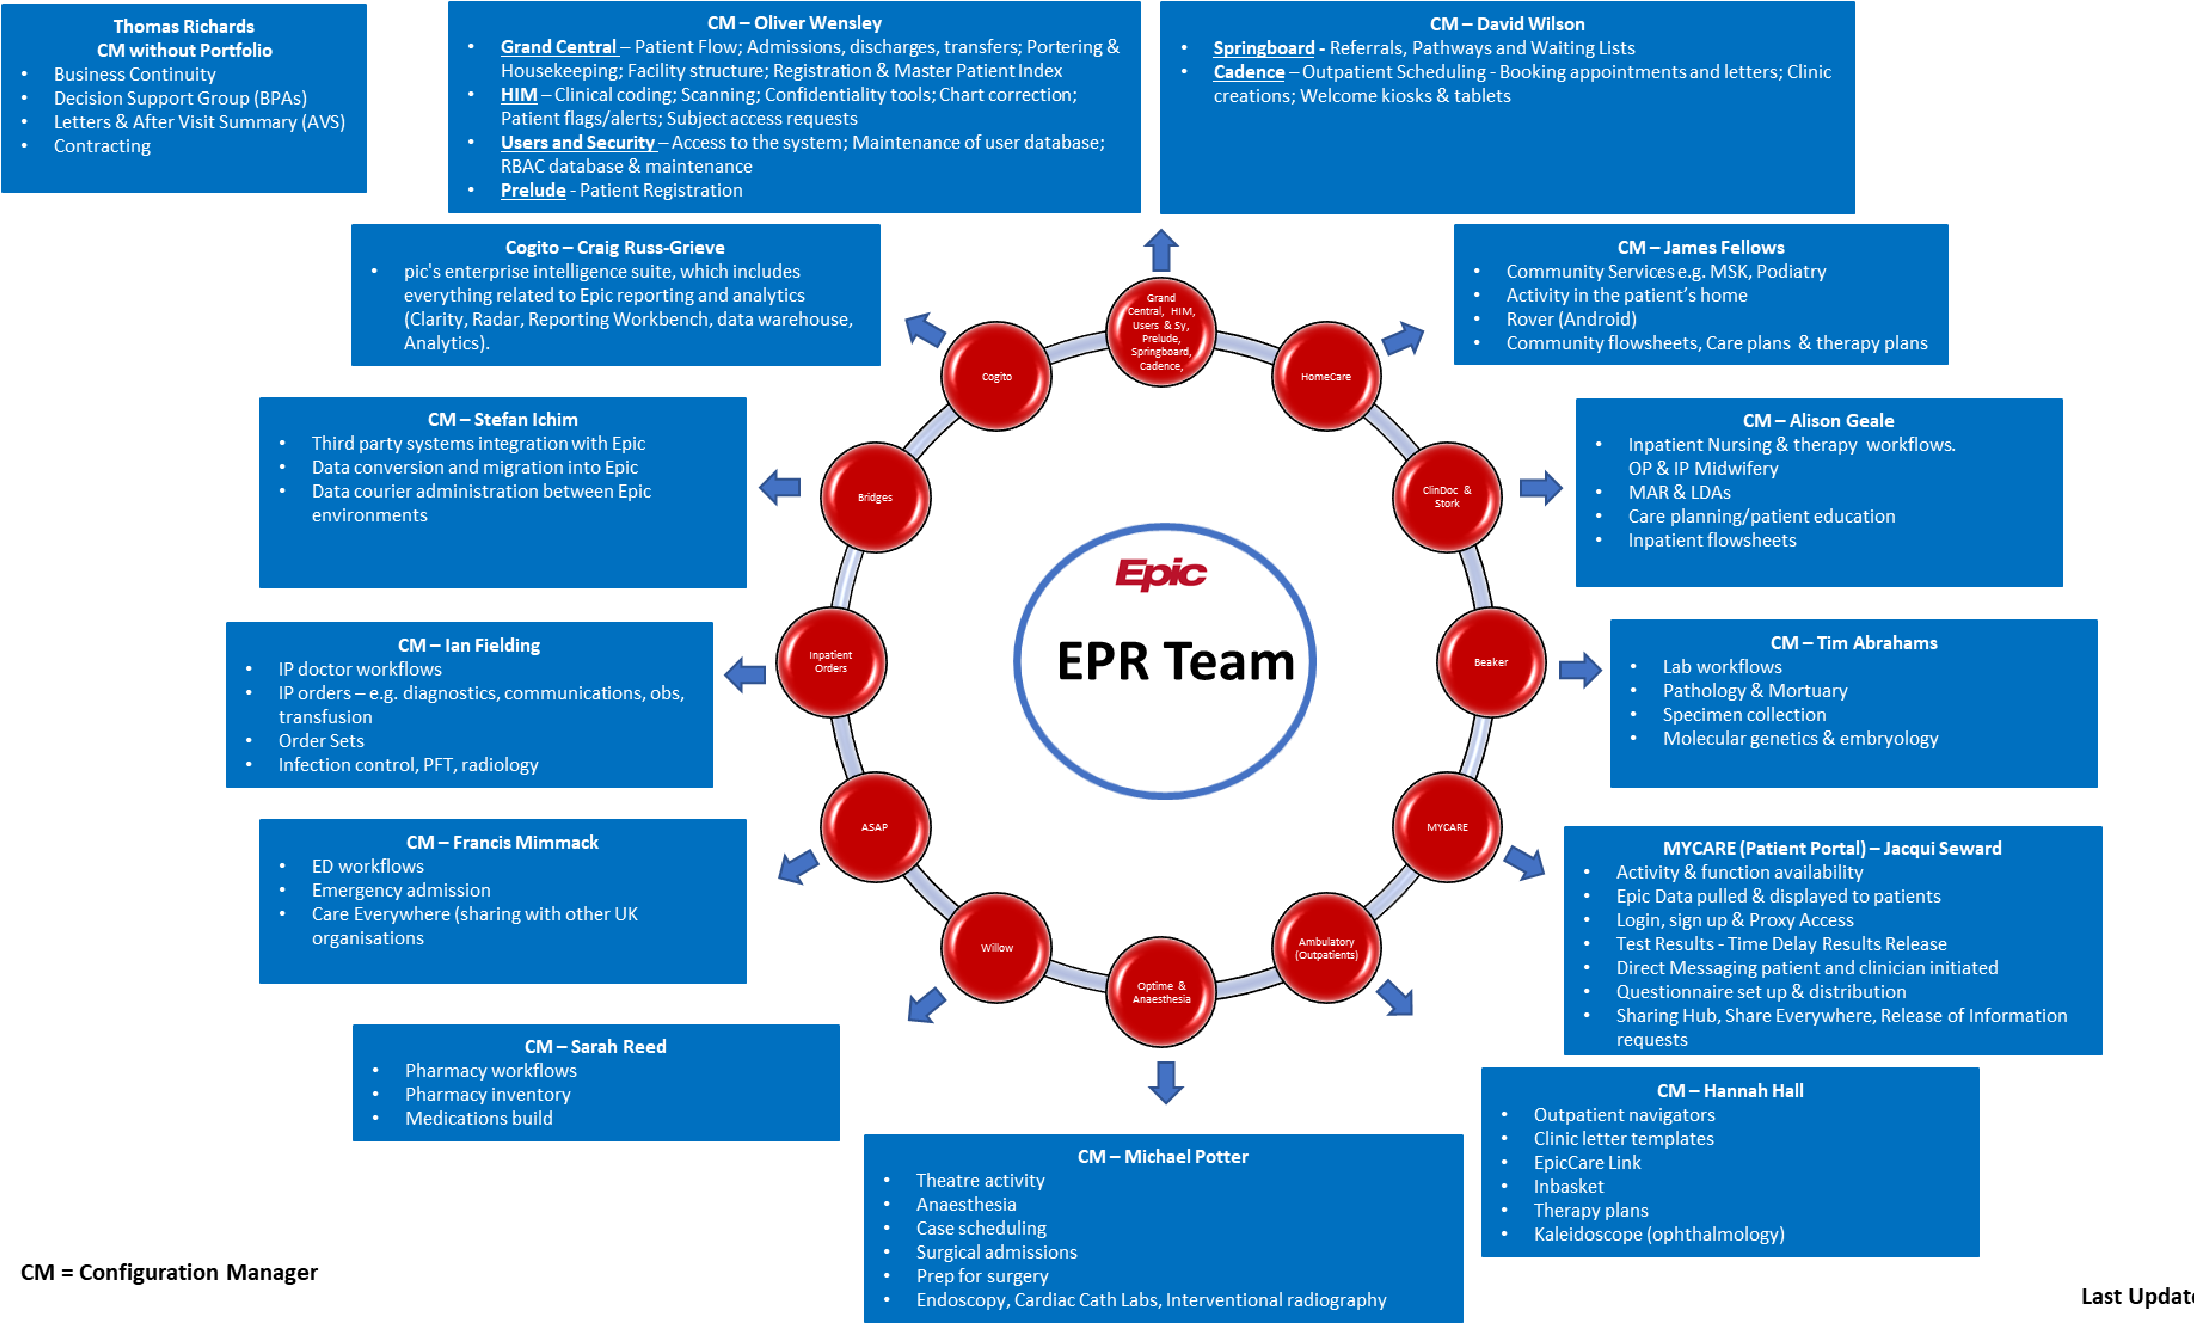 Thomas Richards
CM without Portfolio
• Business Continuity
• Decision Support Group (BPAs)
• Letters & After Visit Summary (AVS)
• Contracting
CM – Oliver Wensley
• Grand Central – Patient Flow; Admissions, discharges, transfers; Portering &
Housekeeping; Facility structure; Registration & Master Patient Index
• HIM – Clinical coding; Scanning; Confidentiality tools; Chart correction;
Patient flags/alerts; Subject access requests
• Users and Security – Access to the system; Maintenance of user database;
RBAC database & maintenance
• Prelude - Patient Registration
CM – David Wilson
• Springboard - Referrals, Pathways and Waiting Lists
• Cadence – Outpatient Scheduling - Booking appointments and letters; Clinic
creations; Welcome kiosks & tablets
Cogito – Craig Russ-Grieve
• pic's enterprise intelligence suite, which includes
everything related to Epic reporting and analytics
(Clarity, Radar, Reporting Workbench, data warehouse,
Analytics).
CM – James Fellows
• Community Services e.g. MSK, Podiatry
• Activity in the patient’s home
• Rover (Android)
• Community flowsheets, Care plans & therapy plans
Grand
Central, HIM,
Users & Sy,
Prelude,
Springboard,
Cadence,
Cogito
HomeCare
CM – Stefan Ichim
• Third party systems integration with Epic
• Data conversion and migration into Epic
• Data courier administration between Epic
environments
Bridges
ClinDoc &
Stork
CM – Alison Geale
• Inpatient Nursing & therapy workflows.
OP & IP Midwifery
• MAR & LDAs
• Care planning/patient education
• Inpatient flowsheets
Epic
EPR Team
CM – Ian Fielding
• IP doctor workflows
• IP orders – e.g. diagnostics, communications, obs,
transfusion
• Order Sets
• Infection control, PFT, radiology
Inpatient
Orders
Beaker
CM – Tim Abrahams
• Lab workflows
• Pathology & Mortuary
• Specimen collection
• Molecular genetics & embryology
CM – Francis Mimmack
• ED workflows
• Emergency admission
• Care Everywhere (sharing with other UK
organisations
ASAP
MYCARE
MYCARE (Patient Portal) – Jacqui Seward
• Activity & function availability
• Epic Data pulled & displayed to patients
• Login, sign up & Proxy Access
• Test Results - Time Delay Results Release
• Direct Messaging patient and clinician initiated
• Questionnaire set up & distribution
• Sharing Hub, Share Everywhere, Release of Information
requests
Willow
Optime &
Anaesthesia
Ambulatory
(Outpatients)
CM – Sarah Reed
• Pharmacy workflows
• Pharmacy inventory
• Medications build
CM – Michael Potter
• Theatre activity
• Anaesthesia
• Case scheduling
• Surgical admissions
• Prep for surgery
• Endoscopy, Cardiac Cath Labs, Interventional radiography
CM – Hannah Hall
• Outpatient navigators
• Clinic letter templates
• EpicCare Link
• Inbasket
• Therapy plans
• Kaleidoscope (ophthalmology)
CM = Configuration Manager
Last Update